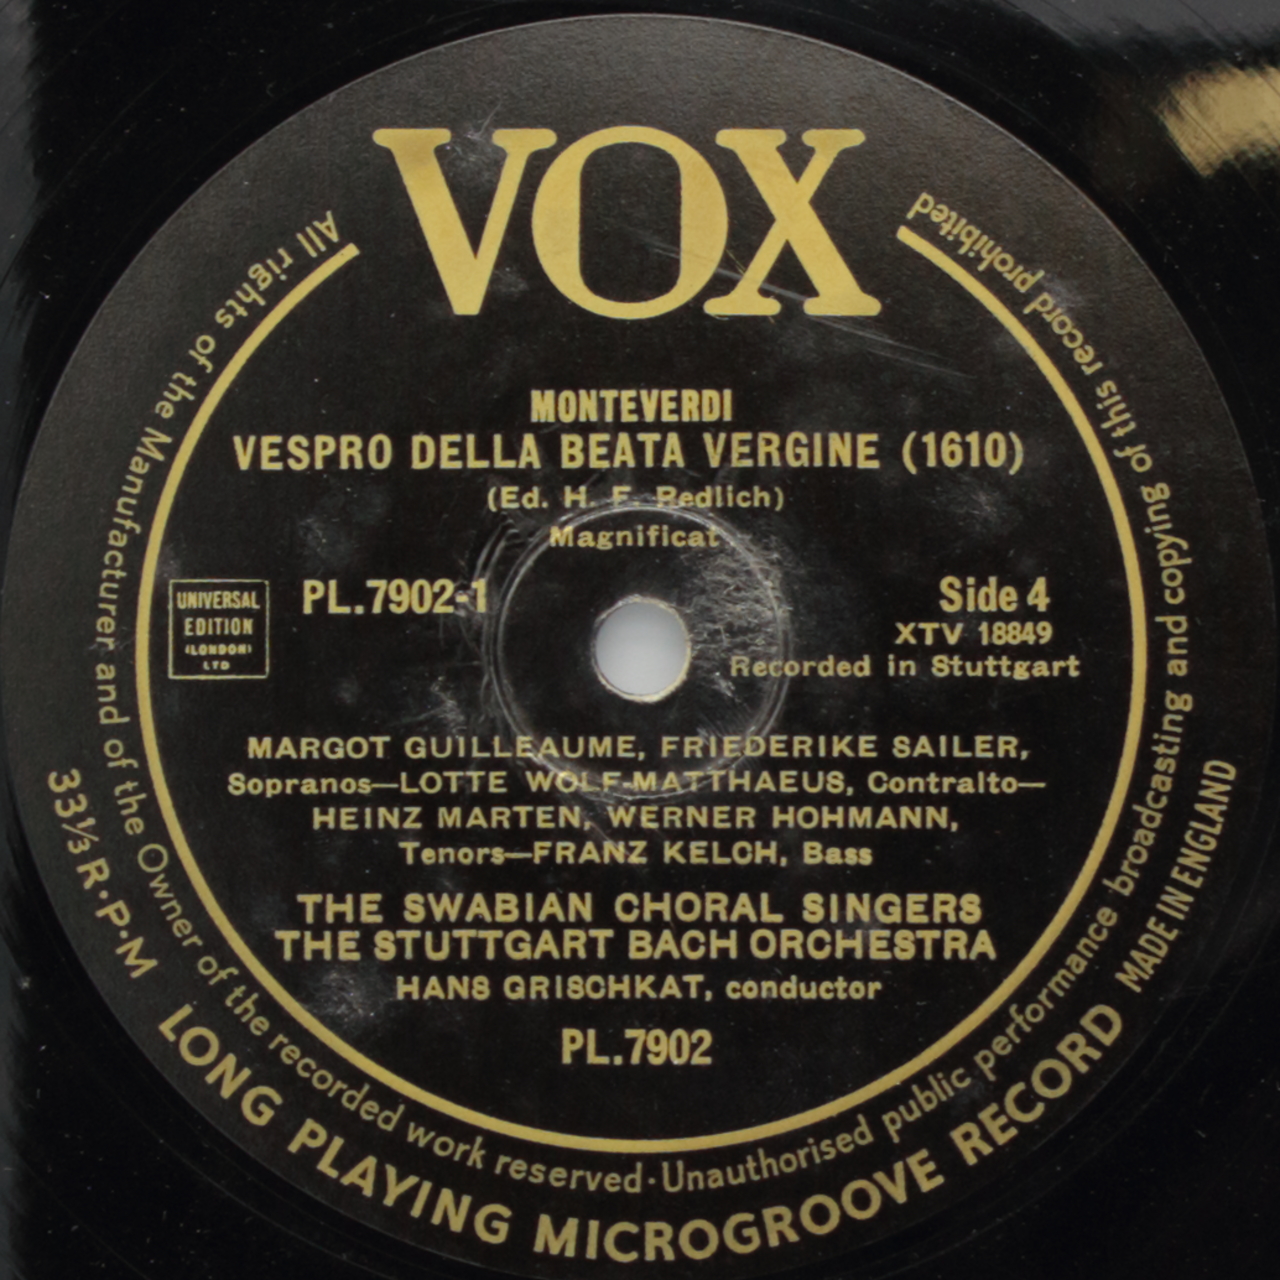 VOX
MONTEVERDI
VESPRO DELLA BEATA VERGINE (1610)
(Ed. H. F. Redlich)
Magnificat
PL.7902-1
Side 4
XTV 18849
Recorded in Stuttgart
UNIVERSAL
EDITION
(LONDON)
LTD
MARGOT GUILLEAUME, FRIEDERIKE SAILER,
Sopranos—LOTTE WOLF-MATTHAEUS, Contralto—
HEINZ MARTEN, WERNER HOHMANN,
Tenors—FRANZ KELCH, Bass
THE SWABIAN CHORAL SINGERS
THE STUTTGART BACH ORCHESTRA
HANS GRISCHKAT, conductor
PL.7902
All rights of the Manufacturer and of the Owner of the recorded work reserved·Unauthorised public performance broadcasting and copying of this record prohibited
33⅓ R·P·M LONG PLAYING MICROGROOVE RECORD MADE IN ENGLAND